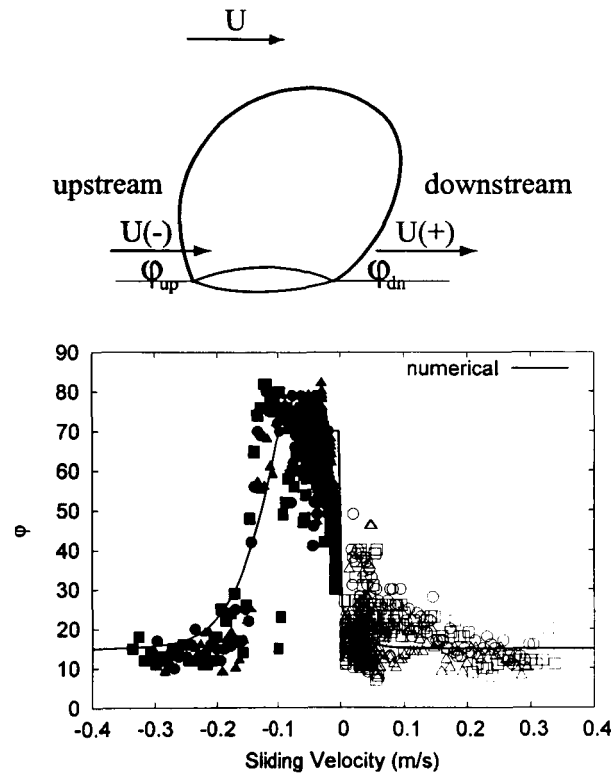 U
upstream
downstream
U(-)
U(+)
φup
φdn
90
80
70
60
50
40
30
20
10
0
φ
numerical
-0.4
-0.3
-0.2
-0.1
0
0.1
0.2
0.3
0.4
Sliding Velocity (m/s)